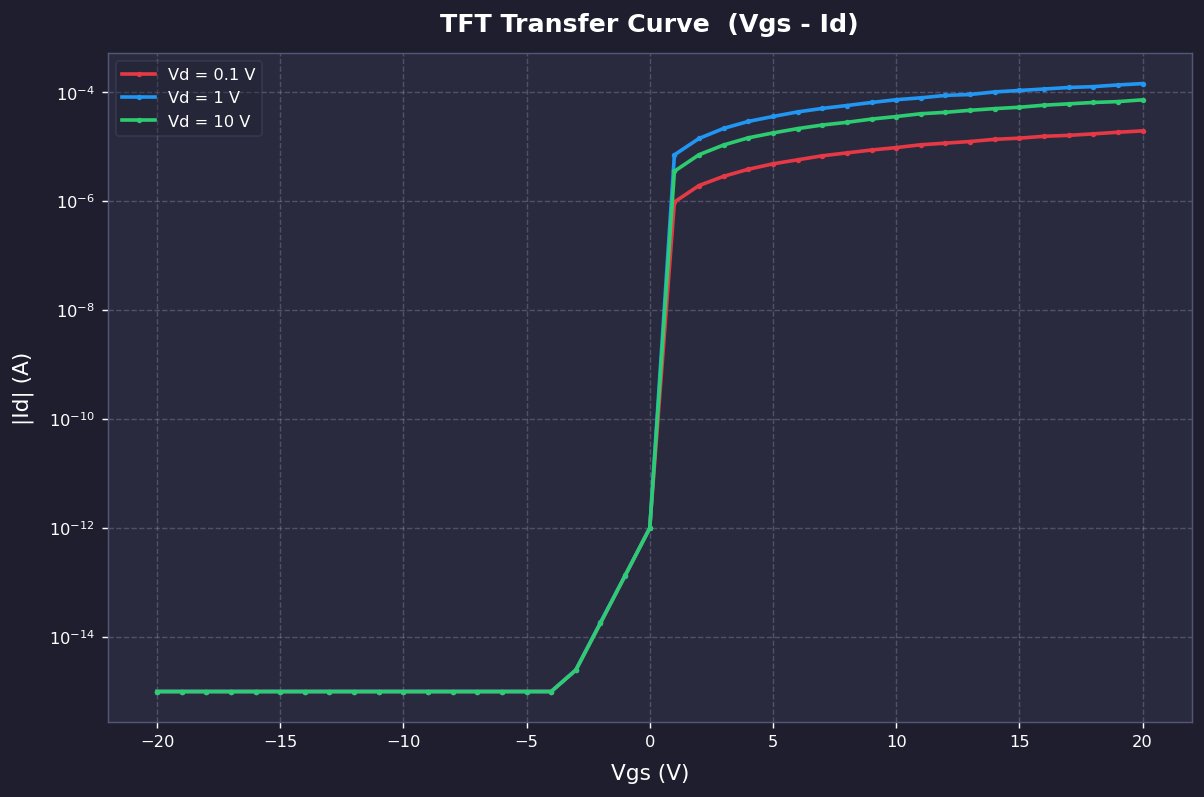 TFT Transfer Curve  (Vgs - Id)
Vd = 0.1 V
Vd = 1 V
Vd = 10 V
|Id| (A)
10⁻⁴
10⁻⁶
10⁻⁸
10⁻¹⁰
10⁻¹²
10⁻¹⁴
−20 −15 −10 −5 0 5 10 15 20
Vgs (V)